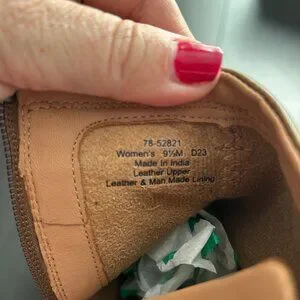 78-52821
Women's 9½M D23
Made In India
Leather Upper
Leather & Man Made Lining